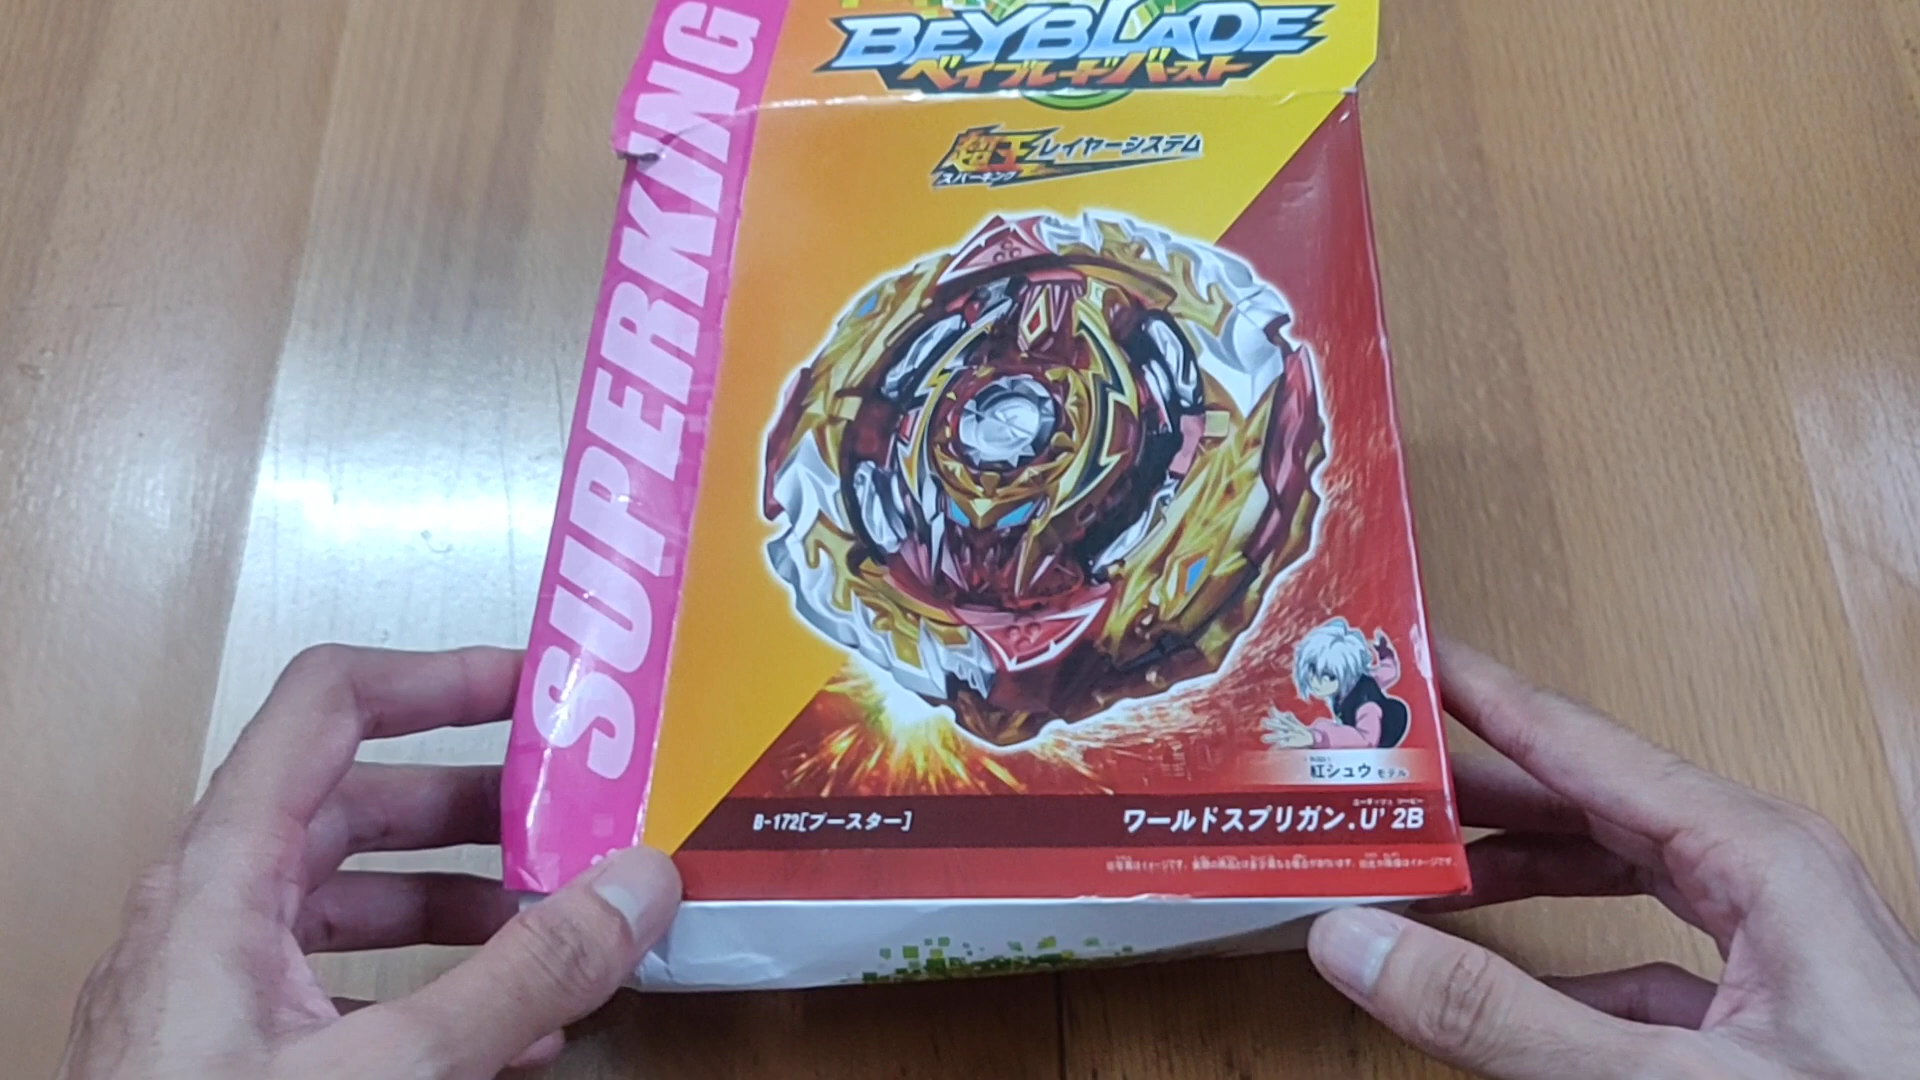 SUPERKING
BEYBLADE
ベイブレードバースト
超王レイヤーシステム
スパーキング
紅シュウモデル
B-172[ブースター]
ワールドスプリガン.U' 2B